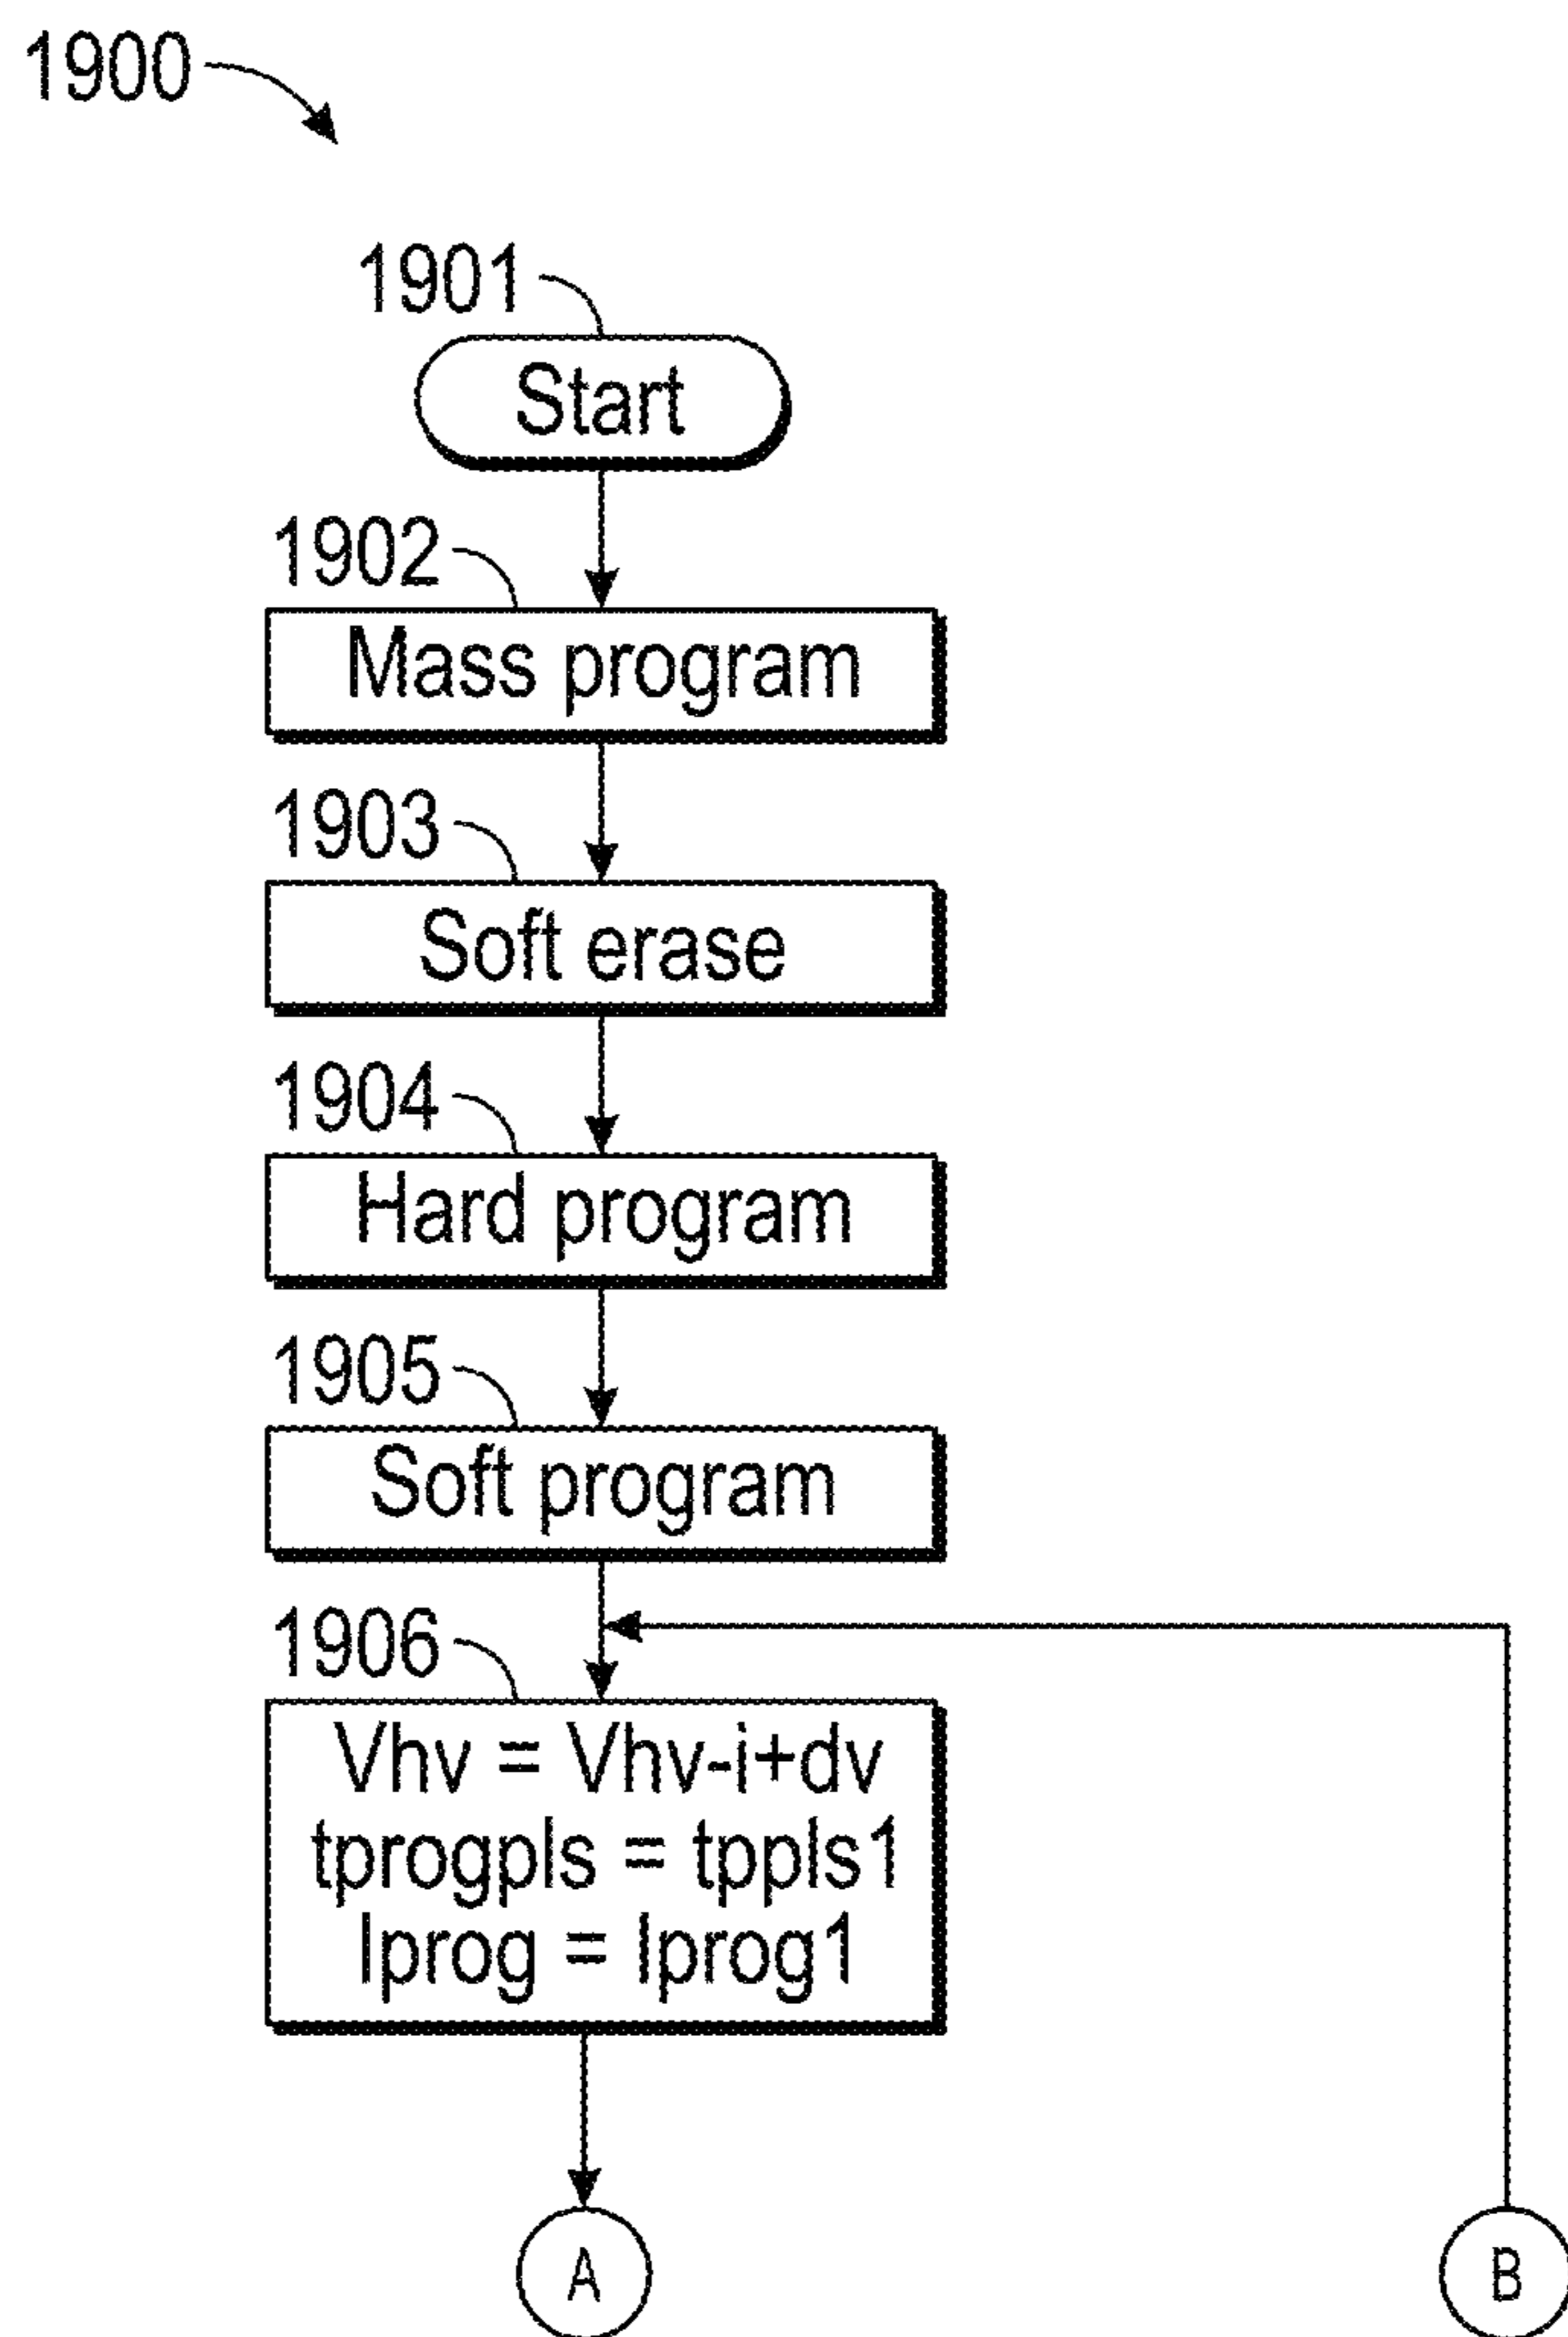 1900
1901
Start
1902
Mass program
1903
Soft erase
1904
Hard program
1905
Soft program
1906
Vhv = Vhv-i+dv
tprogpls = tppls1
Iprog = Iprog1
A
B